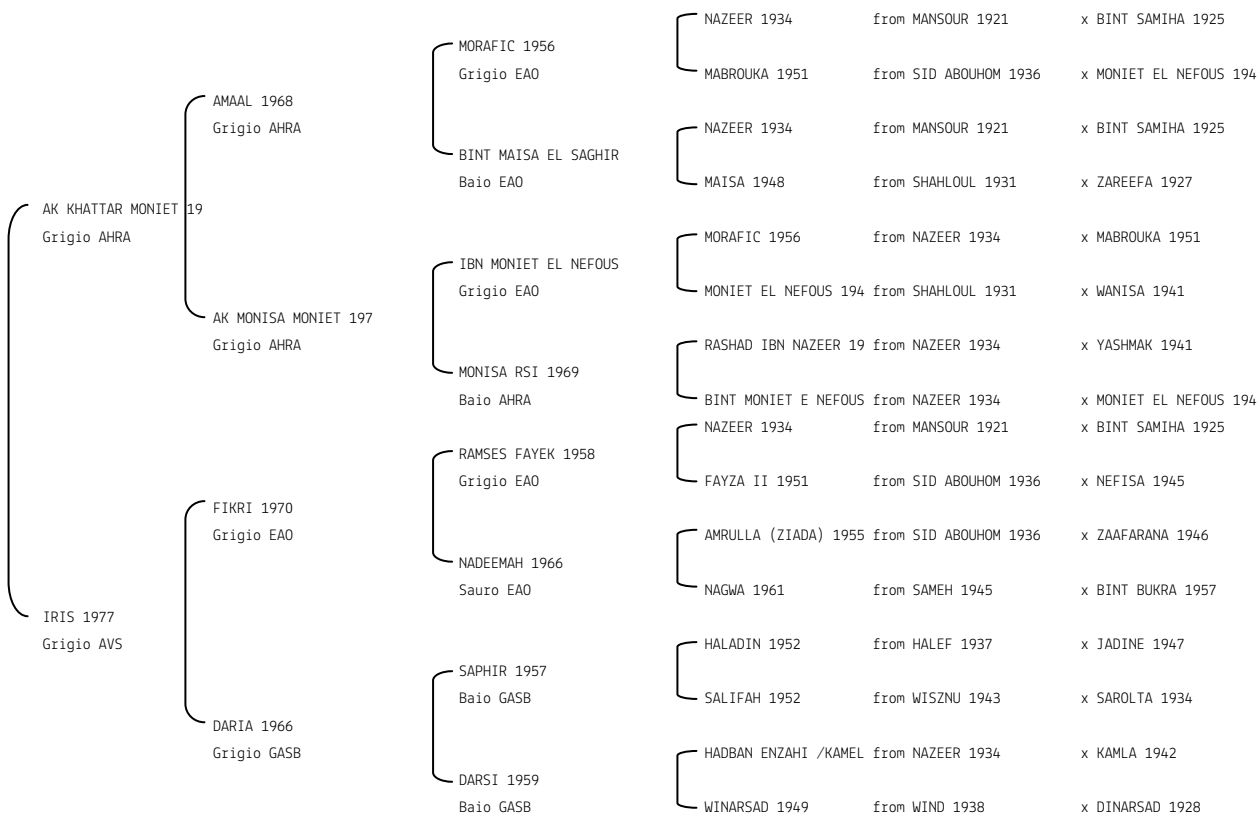 NAZEER 1934 from MANSOUR 1921 x BINT SAMIHA 1925
MORAFIC 1956
Grigio EAO MABROUKA 1951 from SID ABOUHOM 1936 x MONIET EL NEFOUS 194
AMAAL 1968
Grigio AHRA NAZEER 1934 from MANSOUR 1921 x BINT SAMIHA 1925
BINT MAISA EL SAGHIR
Baio EAO MAISA 1948 from SHAHLOUL 1931 x ZAREEFA 1927
AK KHATTAR MONIET 19
Grigio AHRA MORAFIC 1956 from NAZEER 1934 x MABROUKA 1951
IBN MONIET EL NEFOUS
Grigio EAO MONIET EL NEFOUS 194 from SHAHLOUL 1931 x WANISA 1941
AK MONISA MONIET 197
Grigio AHRA RASHAD IBN NAZEER 19 from NAZEER 1934 x YASHMAK 1941
MONISA RSI 1969
Baio AHRA BINT MONIET E NEFOUS from NAZEER 1934 x MONIET EL NEFOUS 194
NAZEER 1934 from MANSOUR 1921 x BINT SAMIHA 1925
RAMSES FAYEK 1958
Grigio EAO FAYZA II 1951 from SID ABOUHOM 1936 x NEFISA 1945
FIKRI 1970
Grigio EAO AMRULLA (ZIADA) 1955 from SID ABOUHOM 1936 x ZAAFARANA 1946
NADEEMAH 1966
Sauro EAO NAGWA 1961 from SAMEH 1945 x BINT BUKRA 1957
IRIS 1977
Grigio AVS HALADIN 1952 from HALEF 1937 x JADINE 1947
SAPHIR 1957
Baio GASB SALIFAH 1952 from WISZNU 1943 x SAROLTA 1934
DARIA 1966
Grigio GASB HADBAN ENZAHI /KAMEL from NAZEER 1934 x KAMLA 1942
DARSI 1959
Baio GASB WINARSAD 1949 from WIND 1938 x DINARSAD 1928